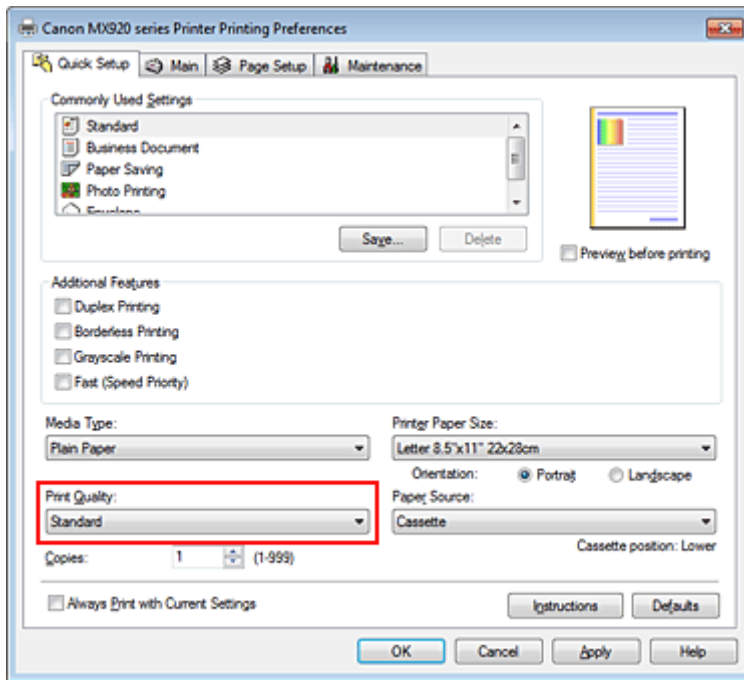 Canon MX920 series Printer Printing Preferences
Quick Setup Main Page Setup Maintenance
Commonly Used Settings
Standard
Business Document
Paper Saving
Photo Printing
Envelope
Save... Delete
Preview before printing
Additional Features
Duplex Printing
Borderless Printing
Grayscale Printing
Fast (Speed Priority)
Media Type: Printer Paper Size:
Plain Paper Letter 8.5"x11" 22x28cm
Orientation: Portrait Landscape
Print Quality: Paper Source:
Standard Cassette
Cassette position: Lower
Copies: 1 (1-999)
Always Print with Current Settings Instructions Defaults
OK Cancel Apply Help